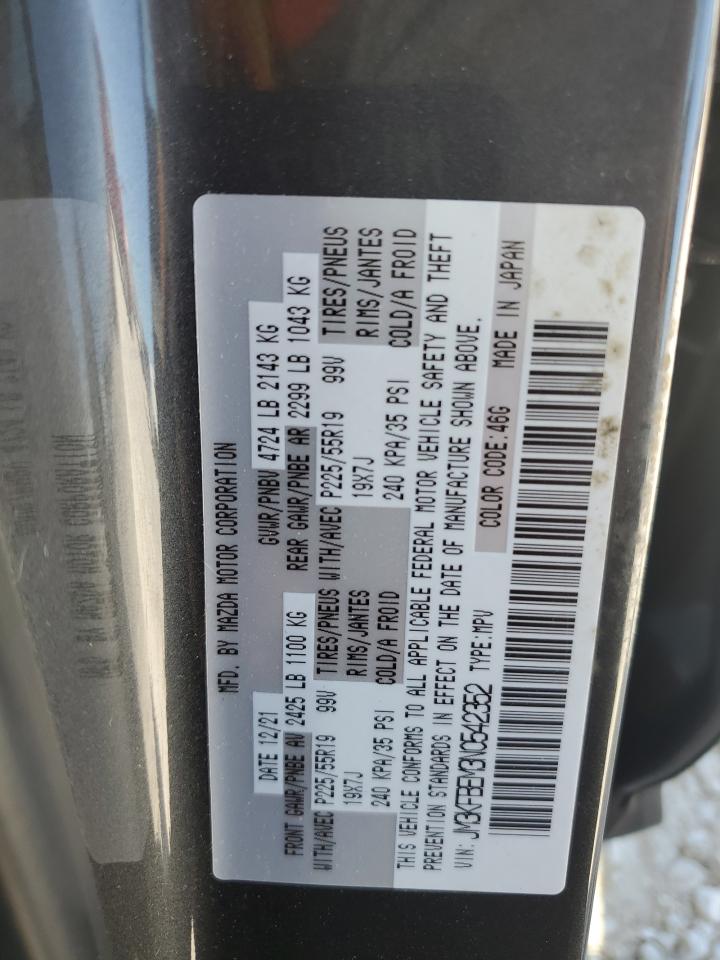 MFD. BY MAZDA MOTOR CORPORATION
DATE 12/21 GVWR/PNBV 4724 LB 2143 KG
FRONT GAWR/PNBE AV 2425 LB 1100 KG REAR GAWR/PNBE AR 2299 LB 1043 KG
WITH/AVEC P225/55R19 99V TIRES/PNEUS WITH/AVEC P225/55R19 99V TIRES/PNEUS
19X7J RIMS/JANTES 19X7J RIMS/JANTES
240 KPA/35 PSI COLD/A FROID 240 KPA/35 PSI COLD/A FROID
THIS VEHICLE CONFORMS TO ALL APPLICABLE FEDERAL MOTOR VEHICLE SAFETY AND THEFT
PREVENTION STANDARDS IN EFFECT ON THE DATE OF MANUFACTURE SHOWN ABOVE.
VIN: JM3KFBEM3N0542352 TYPE:MPV COLOR CODE:46G MADE IN JAPAN